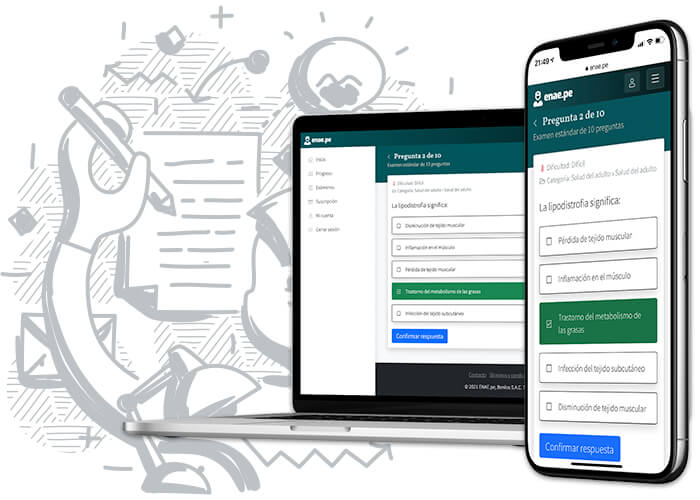 enae.pe
Inicio
Progreso
Exámenes
Suscripción
Mi cuenta
Cerrar sesión
Pregunta 2 de 10
Examen estándar de 10 preguntas
Dificultad: Difícil
Categoría: Salud del adulto / Salud del adulto
La lipodistrofia significa:
Disminución de tejido muscular
Inflamación en el músculo
Pérdida de tejido muscular
Trastorno del metabolismo de las grasas
Infección del tejido subcutáneo
Confirmar respuesta
Contacto
© 2021 ENAE.pe, Benlos S.A.C.
21:49
enae.pe
enae.pe
Pregunta 2 de 10
Examen estándar de 10 preguntas
Dificultad: Difícil
Categoría: Salud del adulto » Salud del adulto
La lipodistrofia significa:
Pérdida de tejido muscular
Inflamación en el músculo
Trastorno del metabolismo de
las grasas
Infección del tejido subcutáneo
Disminución de tejido muscular
Confirmar respuesta